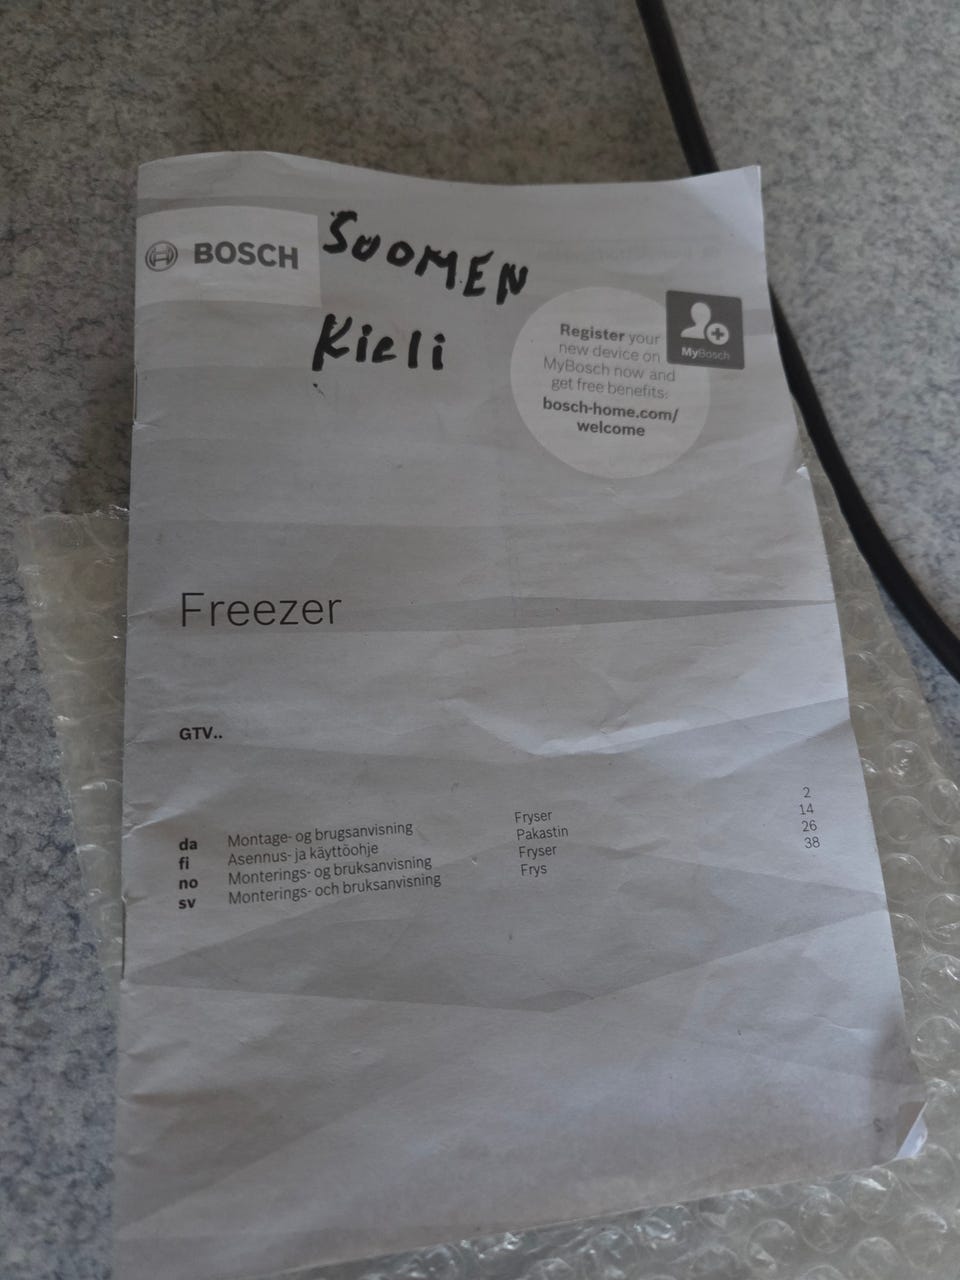 BOSCH
SUOMEN
Kieli
Register your
new device on
MyBosch now and
get free benefits:
bosch-home.com/
welcome
MyBosch
Freezer
GTV..
da Montage- og brugsanvisning Fryser 2
fi Asennus- ja käyttöohje Pakastin 14
no Monterings- og bruksanvisning Fryser 26
sv Monterings- och bruksanvisning Frys 38